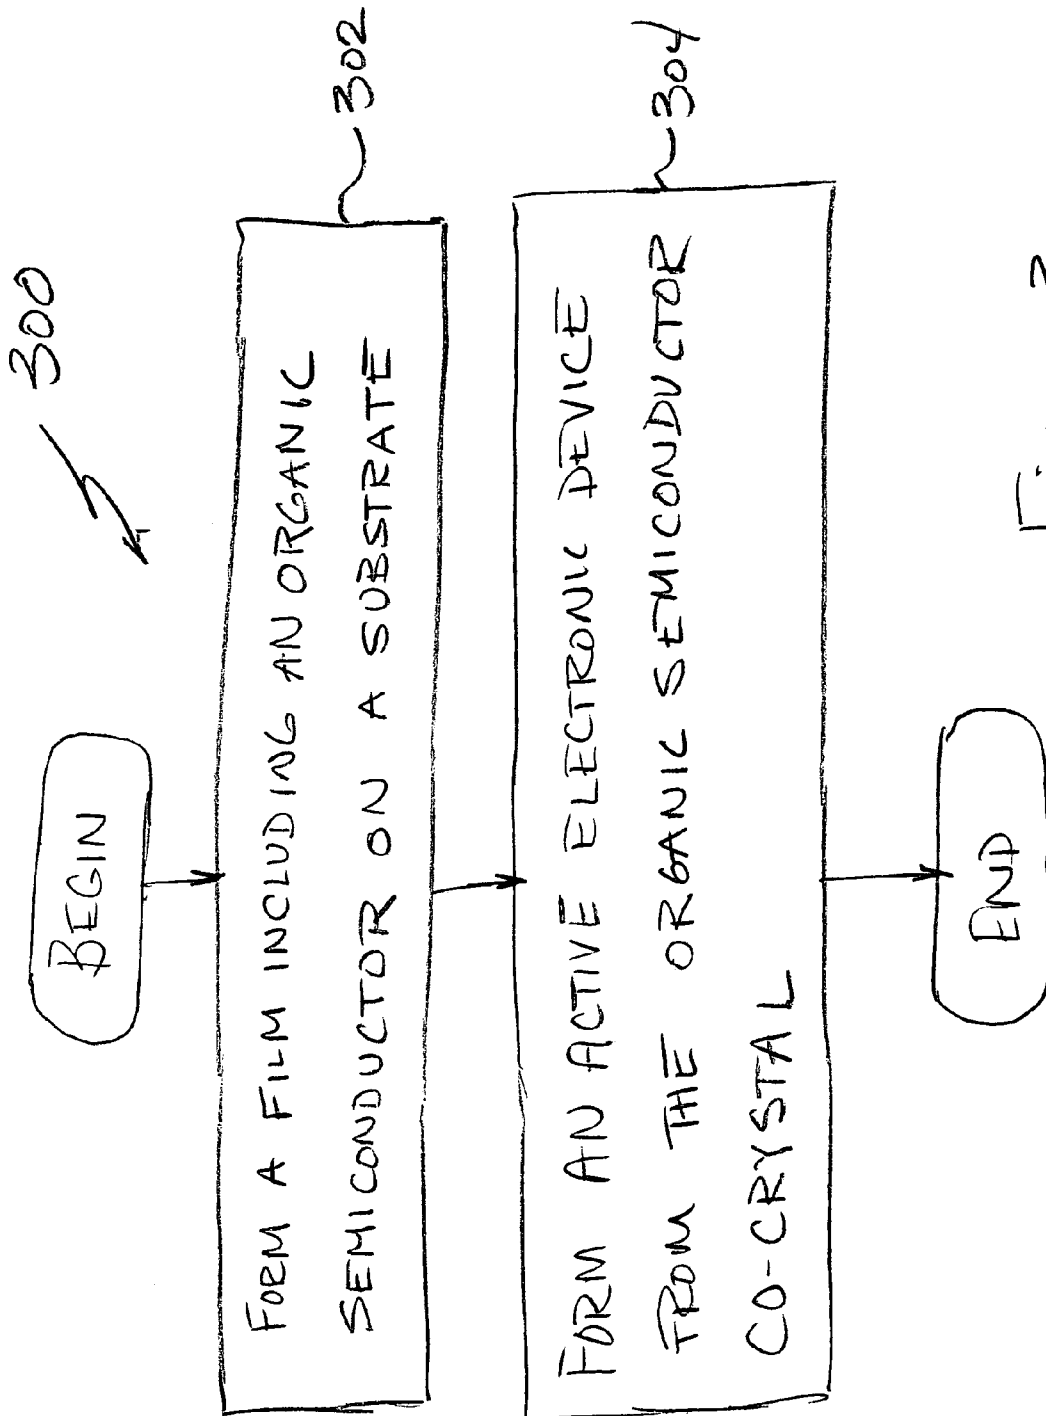 300
BEGIN
FORM A FILM INCLUDING AN ORGANIC
SEMICONDUCTOR ON A SUBSTRATE
302
FORM AN ACTIVE ELECTRONIC DEVICE
FROM THE ORGANIC SEMICONDUCTOR
CO-CRYSTAL
304
END